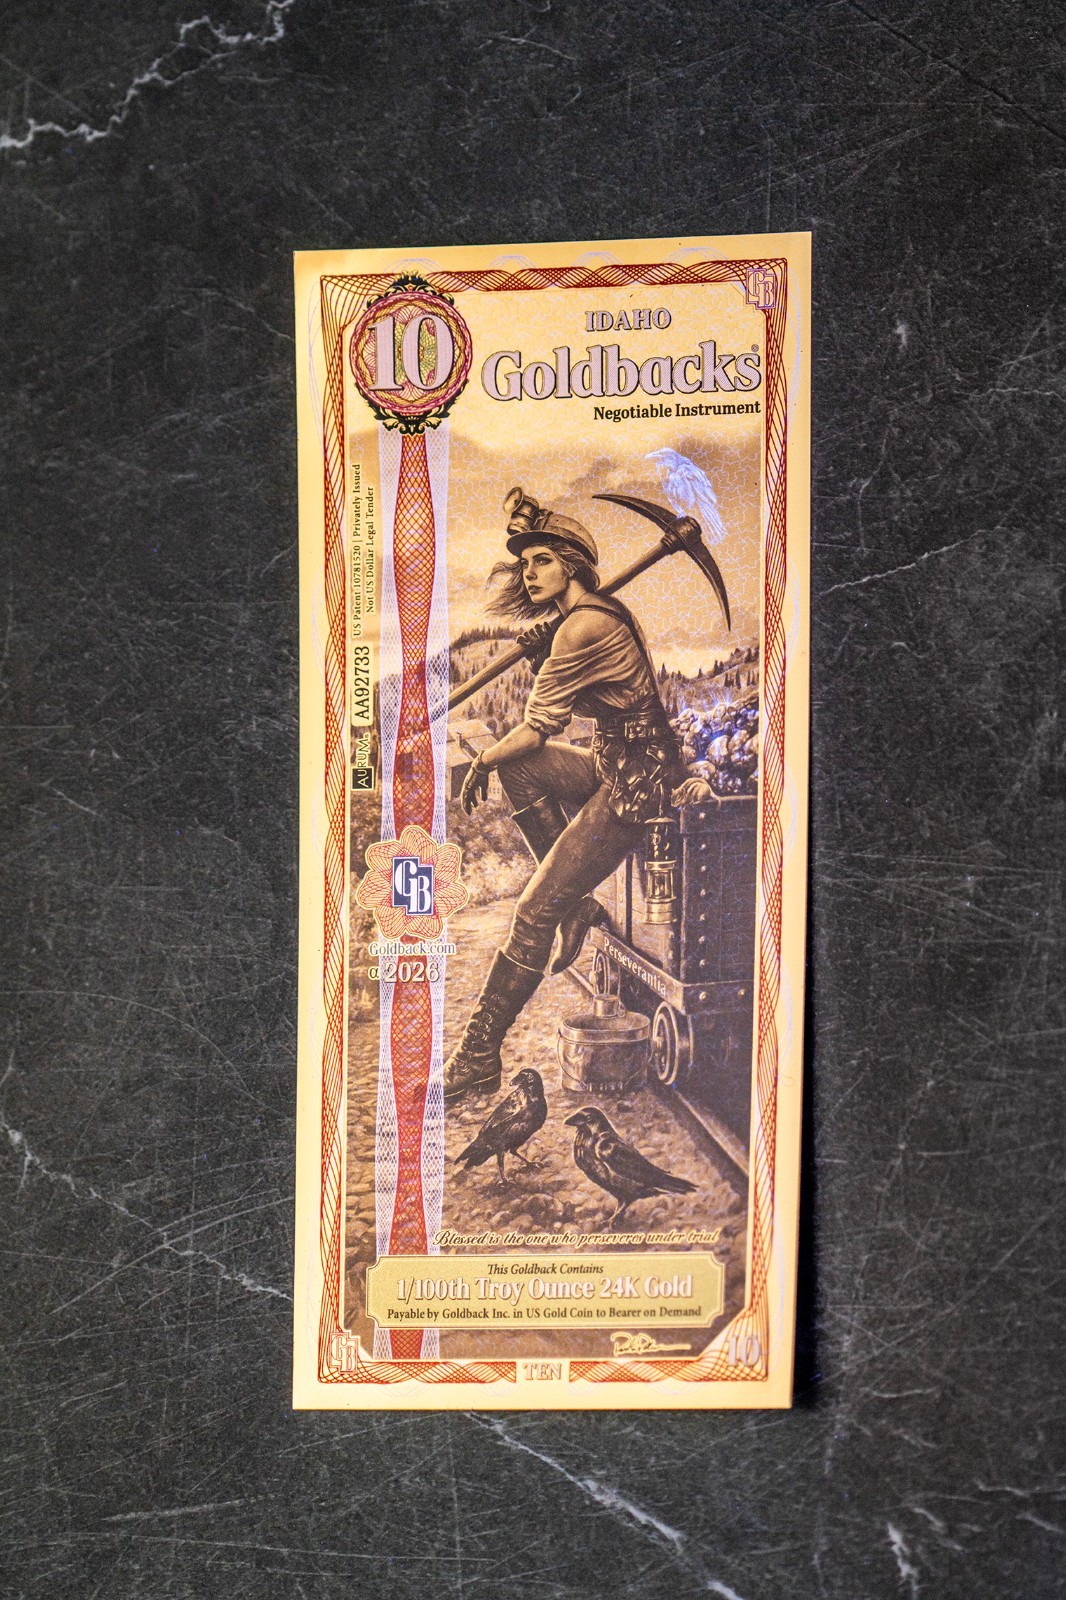 10
GB
IDAHO
Goldbacks®
Negotiable Instrument
US Patent 10781520 | Privately Issued
Not US Dollar Legal Tender
AURUM
AA92733
GB
Goldback.com
α 2026
Perseverantia
Blessed is the one who perseveres under trial
This Goldback Contains
1/100th Troy Ounce 24K Gold
Payable by Goldback Inc. in US Gold Coin to Bearer on Demand
GB
TEN
10